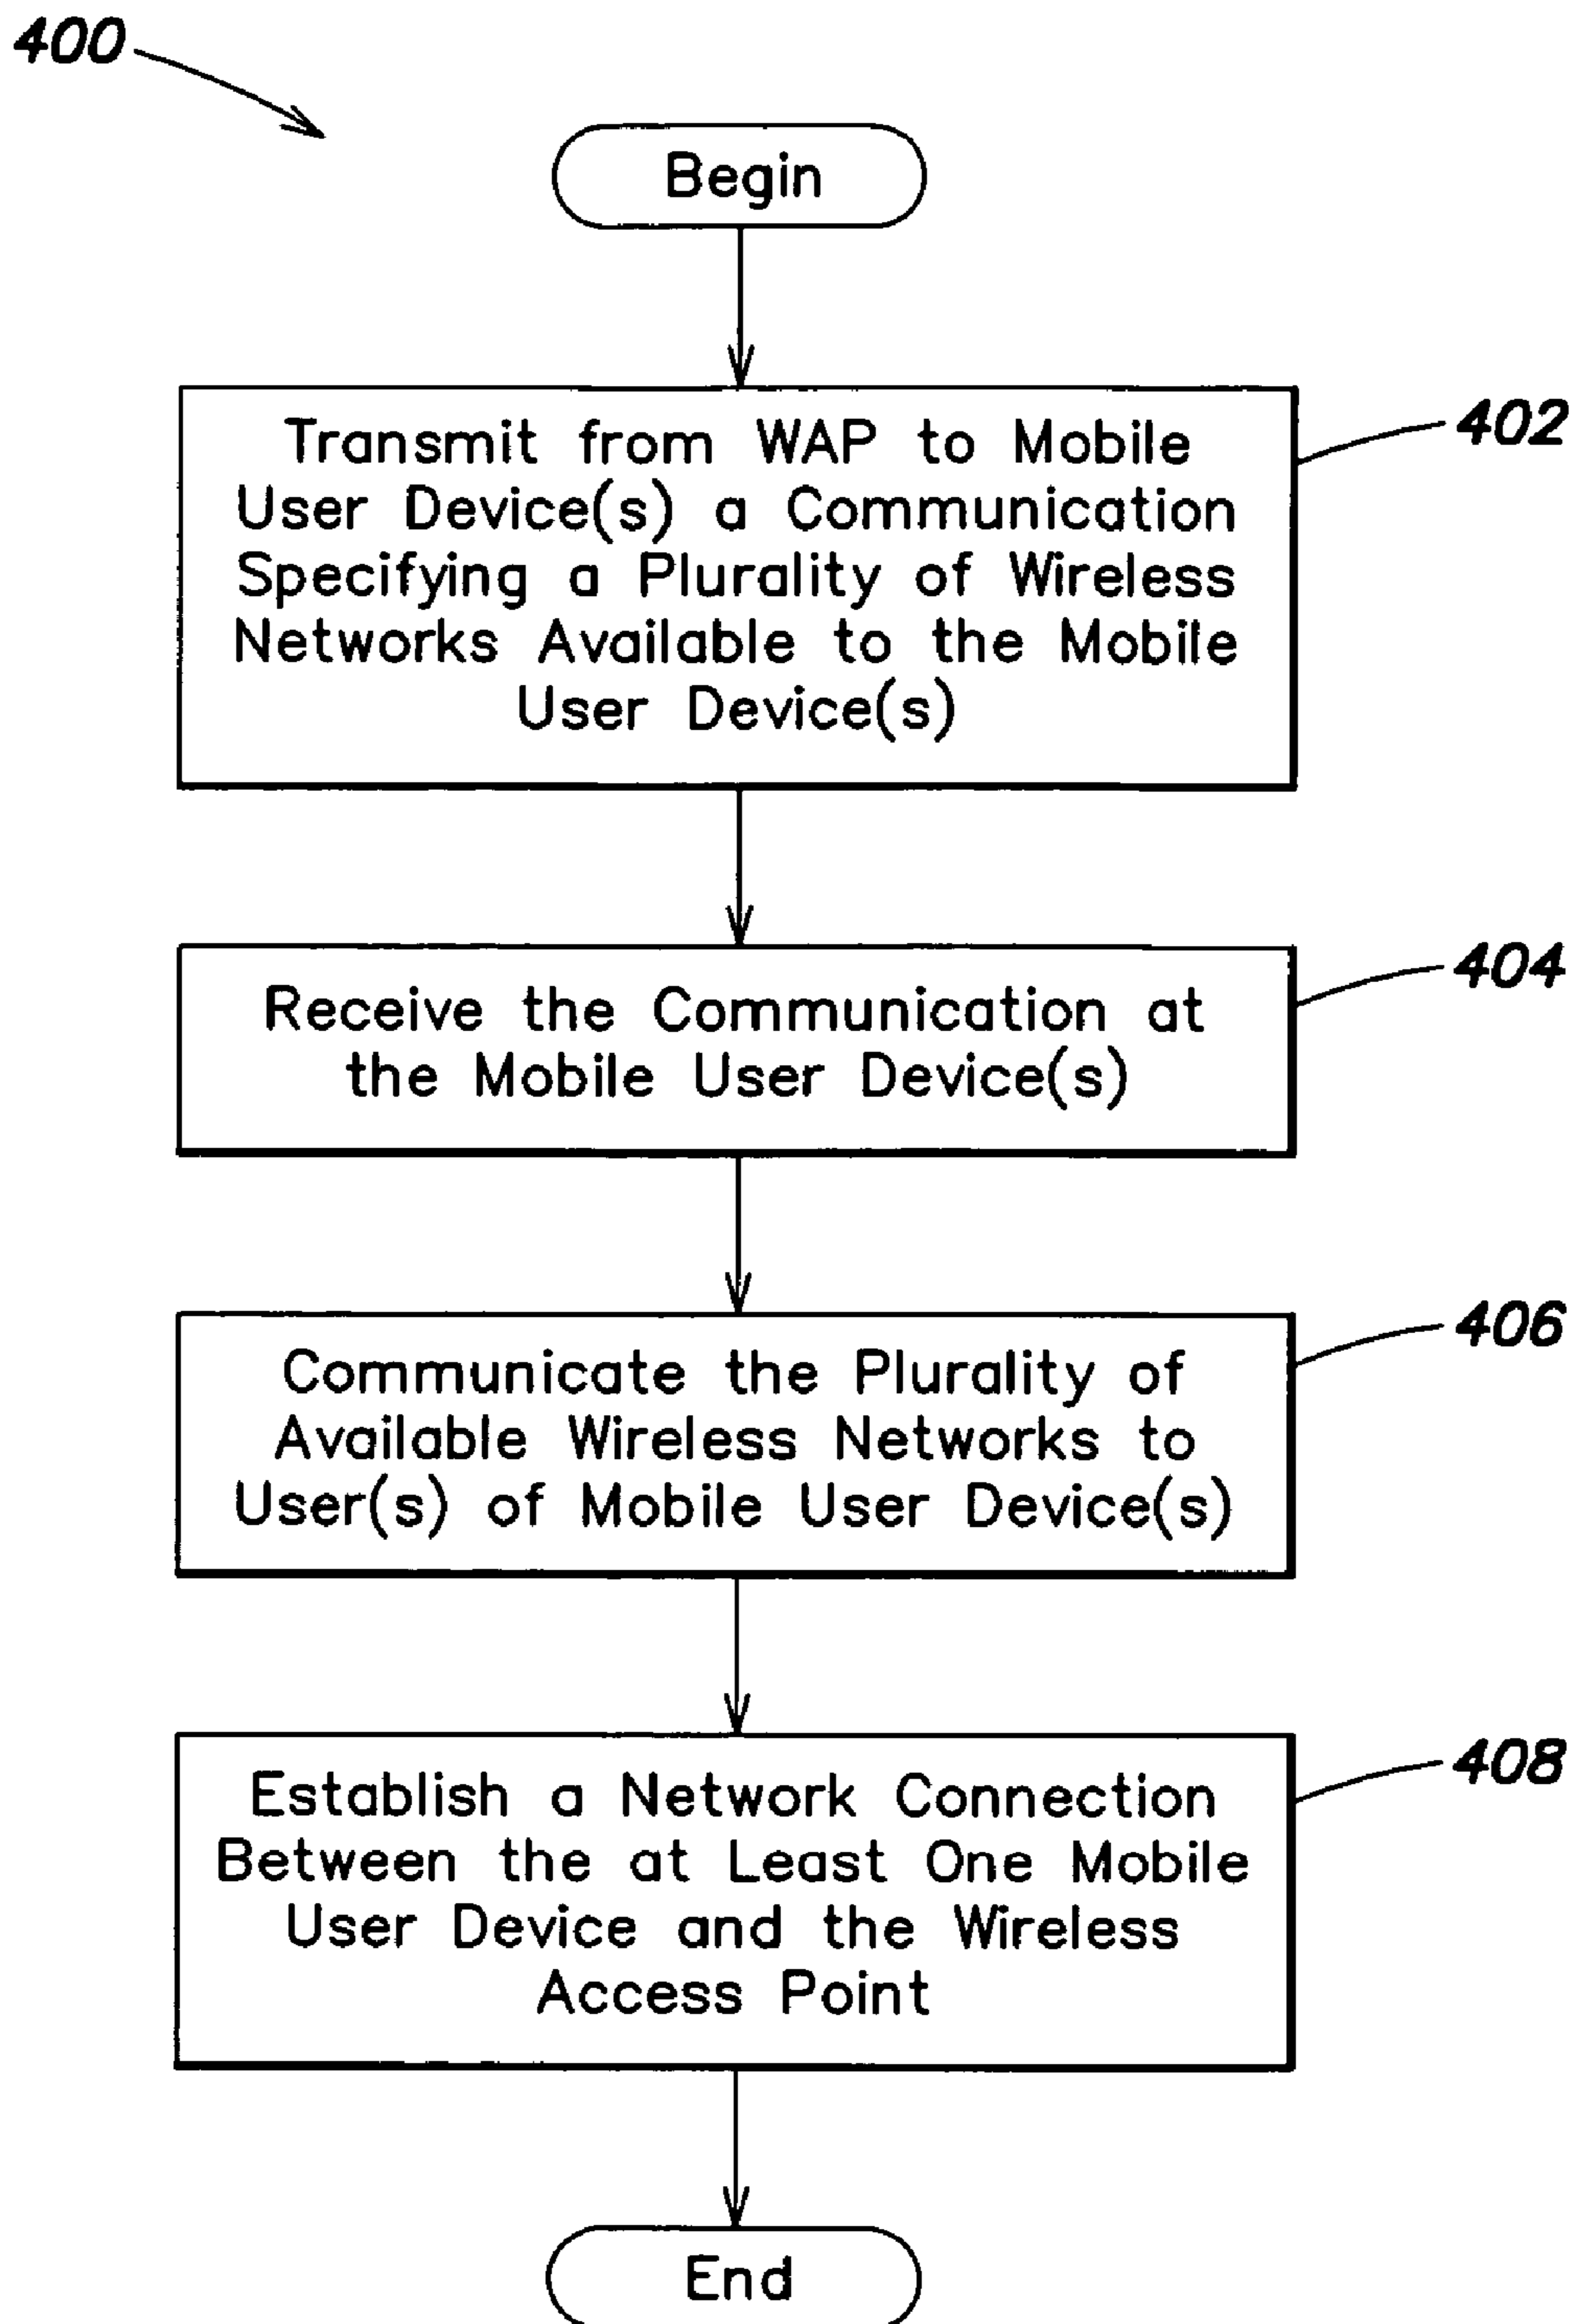 400
Begin
Transmit from WAP to Mobile
User Device(s) a Communication
Specifying a Plurality of Wireless
Networks Available to the Mobile
User Device(s)
402
Receive the Communication at
the Mobile User Device(s)
404
Communicate the Plurality of
Available Wireless Networks to
User(s) of Mobile User Device(s)
406
Establish a Network Connection
Between the at Least One Mobile
User Device and the Wireless
Access Point
408
End